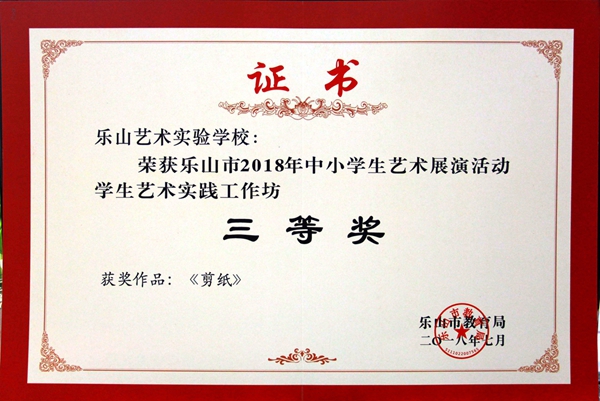 证书
乐山艺术实验学校：
荣获乐山市2018年中小学生艺术展演活动
学生艺术实践工作坊
三等奖
获奖作品：《剪纸》
乐山市教育局
二〇一八年七月